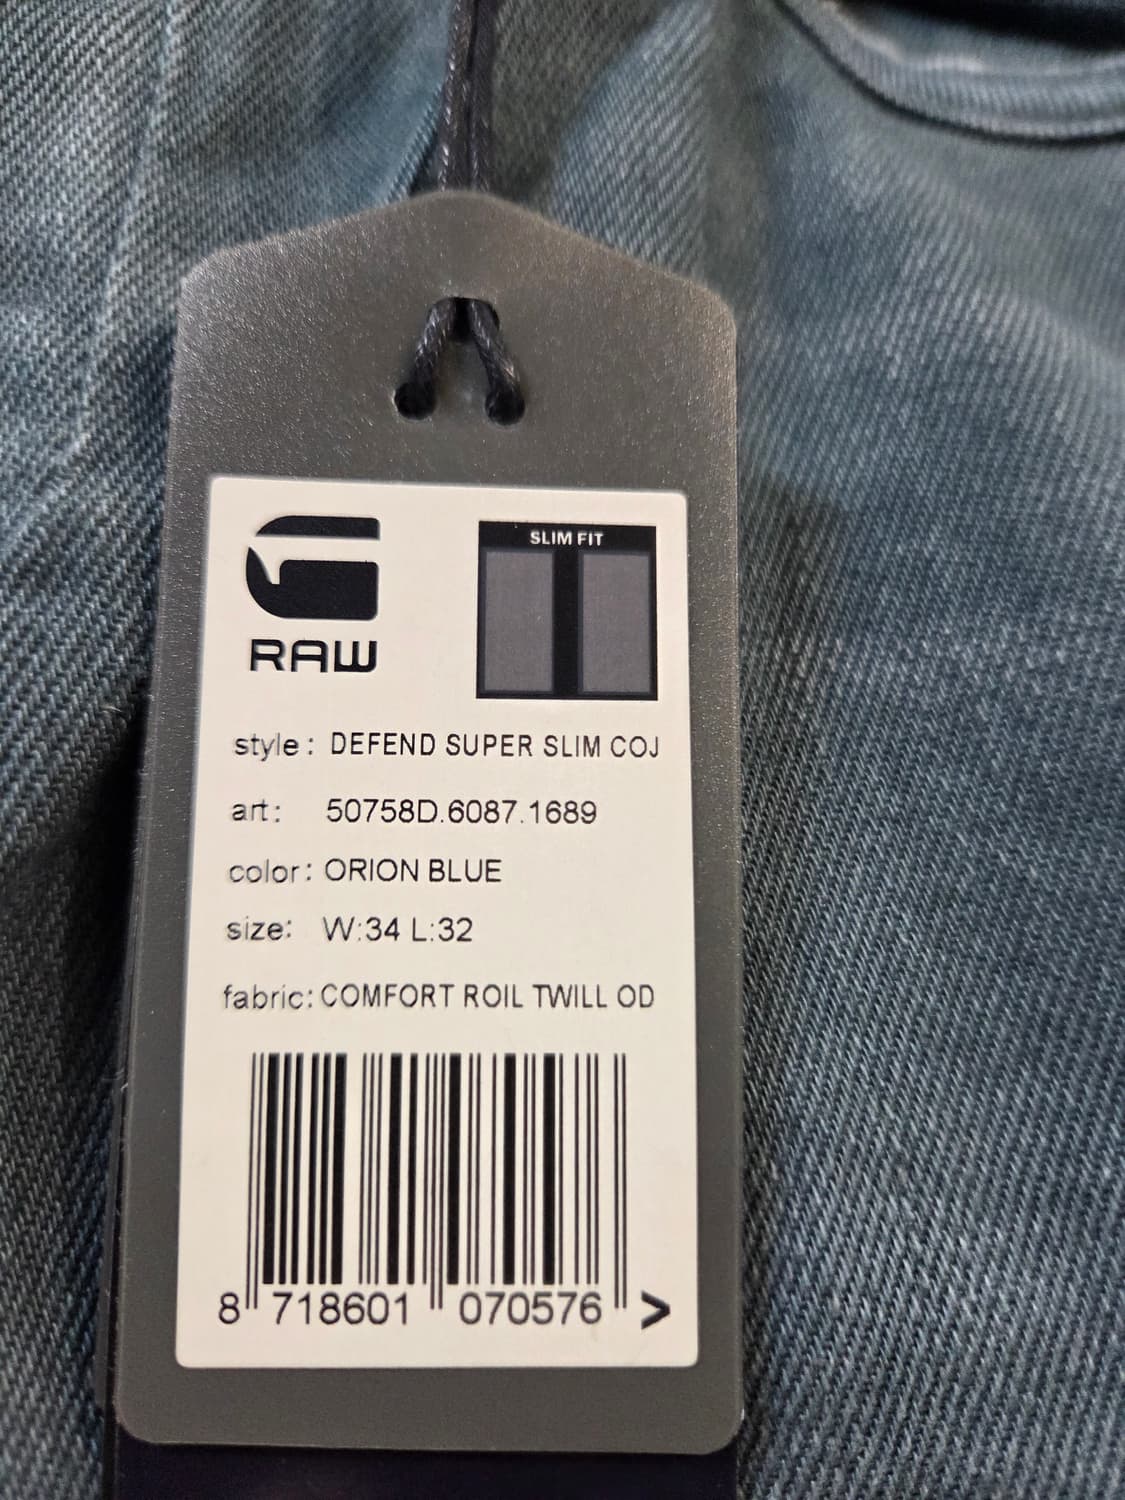 RAW
SLIM FIT
style: DEFEND SUPER SLIM COJ
art: 50758D.6087.1689
color: ORION BLUE
size: W:34 L:32
fabric: COMFORT ROIL TWILL OD
8 718601 070576 >